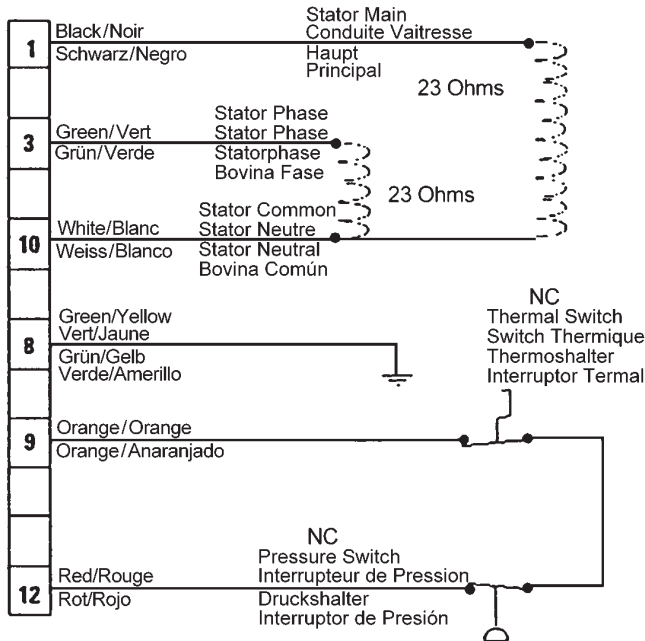 Stator Main
1 Black/Noir Conduite Vaitresse
Schwarz/Negro Haupt
Principal
23 Ohms
Stator Phase
3 Green/Vert Stator Phase
Grün/Verde Statorphase
Bovina Fase
23 Ohms
Stator Common
10 White/Blanc Stator Neutre
Weiss/Blanco Stator Neutral
Bovina Común
NC
Thermal Switch
Switch Thermique
Thermoshalter
Interruptor Termal
Green/Yellow
8 Vert/Jaune
Grün/Gelb
Verde/Amerillo
9 Orange/Orange
Orange/Anaranjado
NC
Pressure Switch
12 Red/Rouge Interrupteur de Pression
Rot/Rojo Druckshalter
Interruptor de Presión